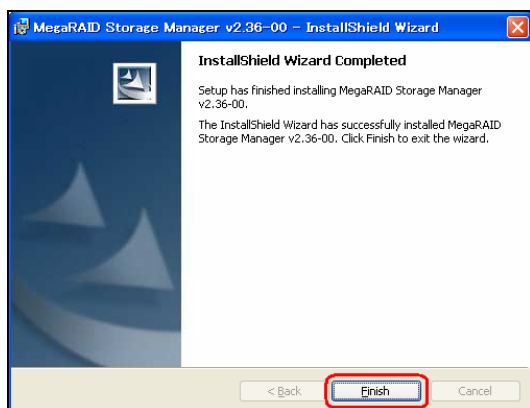 MegaRAID Storage Manager v2.36-00 - InstallShield Wizard
InstallShield Wizard Completed
Setup has finished installing MegaRAID Storage Manager
v2.36-00.
The InstallShield Wizard has successfully installed MegaRAID
Storage Manager v2.36-00. Click Finish to exit the wizard.
< Back
Finish
Cancel